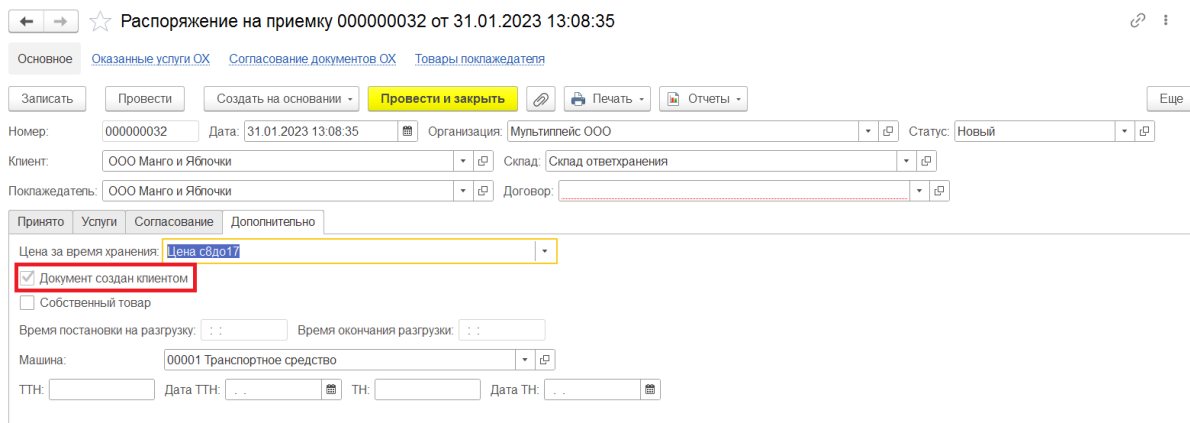 Распоряжение на приемку 000000032 от 31.01.2023 13:08:35
Основное Оказанные услуги ОХ Согласование документов ОХ Товары поклажедателя
Записать Провести Создать на основании Провести и закрыть Печать Отчеты Еще
Номер: 000000032 Дата: 31.01.2023 13:08:35 Организация: Мультиплейс ООО Статус: Новый
Клиент: ООО Манго и Яблочки Склад: Склад ответхранения
Поклажедатель: ООО Манго и Яблочки Договор:
Принято Услуги Согласование Дополнительно
Цена за время хранения: Цена с8до17
Документ создан клиентом
Собственный товар
Время постановки на разгрузку: : : Время окончания разгрузки: : :
Машина: 00001 Транспортное средство
ТТН: Дата ТТН: . . ТН: Дата ТН: . .